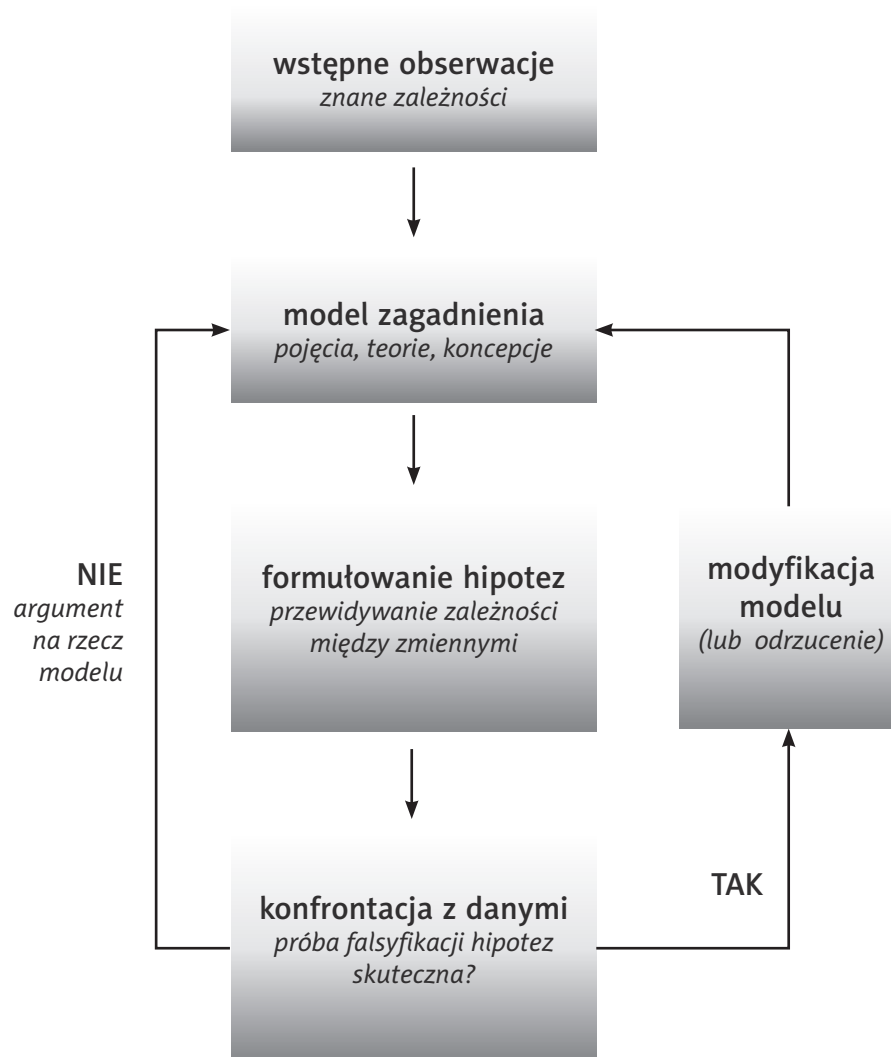 wstępne obserwacje
znane zależności
model zagadnienia
pojęcia, teorie, koncepcje
NIE
argument
na rzecz
modelu
formułowanie hipotez
przewidywanie zależności
między zmiennymi
modyfikacja
modelu
(lub odrzucenie)
TAK
konfrontacja z danymi
próba falsyfikacji hipotez
skuteczna?